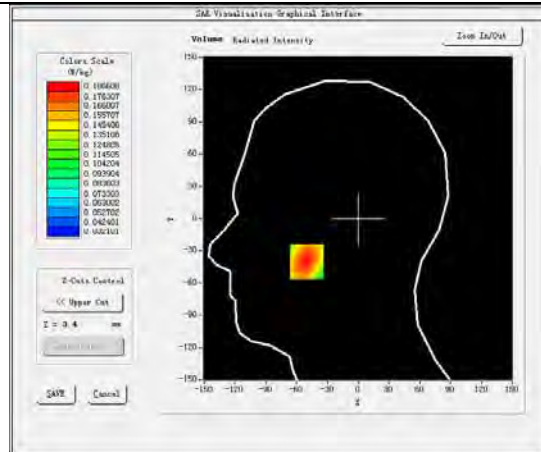 SAR Visualisation Graphical Interface
Volume Radiated Intensity
Zoom In/Out
Colors Scale
(W/kg)
0.186608
0.176307
0.166007
0.155707
0.145406
0.135106
0.124805
0.114505
0.104204
0.093904
0.083603
0.073303
0.063002
0.052702
0.042401
0.032101
Z-Cuts Control
<< Upper Cut
Z = 3.4 mm
SAVE Cancel
150
120
90
60
30
0
-30
-60
-90
-120
-150
Y
-150 -120 -90 -60 -30 0 30 60 90 120 150
X